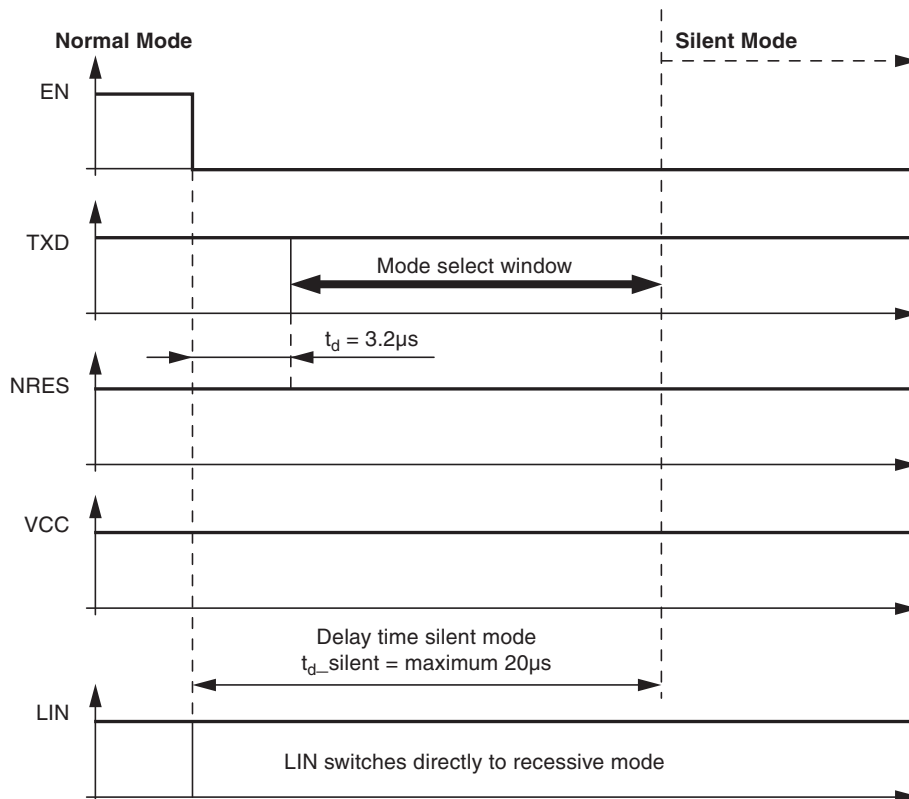 Normal Mode
Silent Mode
EN
TXD
Mode select window
t_d = 3.2µs
NRES
VCC
Delay time silent mode
t_d_silent = maximum 20µs
LIN
LIN switches directly to recessive mode